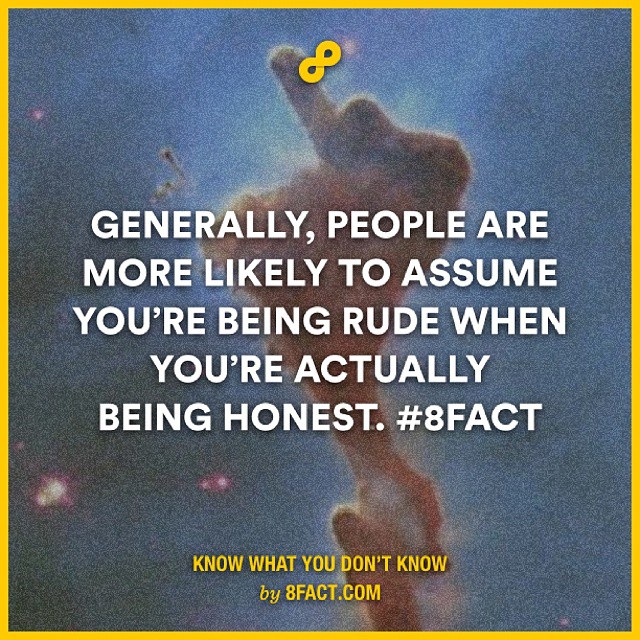 GENERALLY, PEOPLE ARE
MORE LIKELY TO ASSUME
YOU’RE BEING RUDE WHEN
YOU’RE ACTUALLY
BEING HONEST. #8FACT
KNOW WHAT YOU DON’T KNOW
by 8FACT.COM